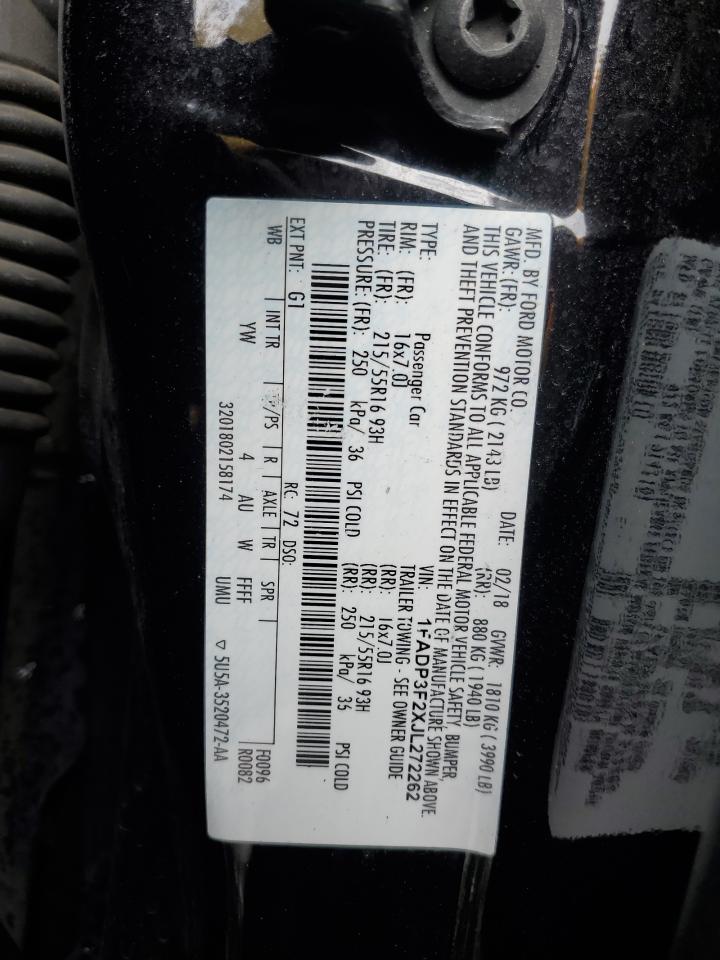 MFD. BY FORD MOTOR CO. DATE: 02/18 GVWR: 1810 KG ( 3990 LB)
GAWR: (FR): 972 KG ( 2143 LB) (RR): 880 KG ( 1940 LB)
THIS VEHICLE CONFORMS TO ALL APPLICABLE FEDERAL MOTOR VEHICLE SAFETY, BUMPER,
AND THEFT PREVENTION STANDARDS IN EFFECT ON THE DATE OF MANUFACTURE SHOWN ABOVE.
VIN: 1FADP3F2XJL272262
TYPE: Passenger Car TRAILER TOWING - SEE OWNER GUIDE
RIM: (FR): 16x7.0J (RR): 16x7.0J
TIRE: (FR): 215/55R16 93H (RR): 215/55R16 93H
PRESSURE: (FR): 250 kPa/ 36 PSI COLD (RR): 250 kPa/ 36 PSI COLD
EXT PNT: G1 RC: 72 DSO: F0096
WB INT TR TP/PS R AXLE TR SPR R0082
YW 4 AU W FFFF
3201802158174 UMU ▽ 5U5A-3520472-AA